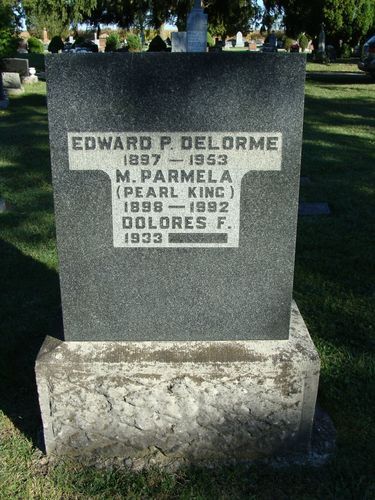 EDWARD P. DELORME
1897 — 1953
M. PARMELA
(PEARL KING)
1898 — 1992
DOLORES F.
1933